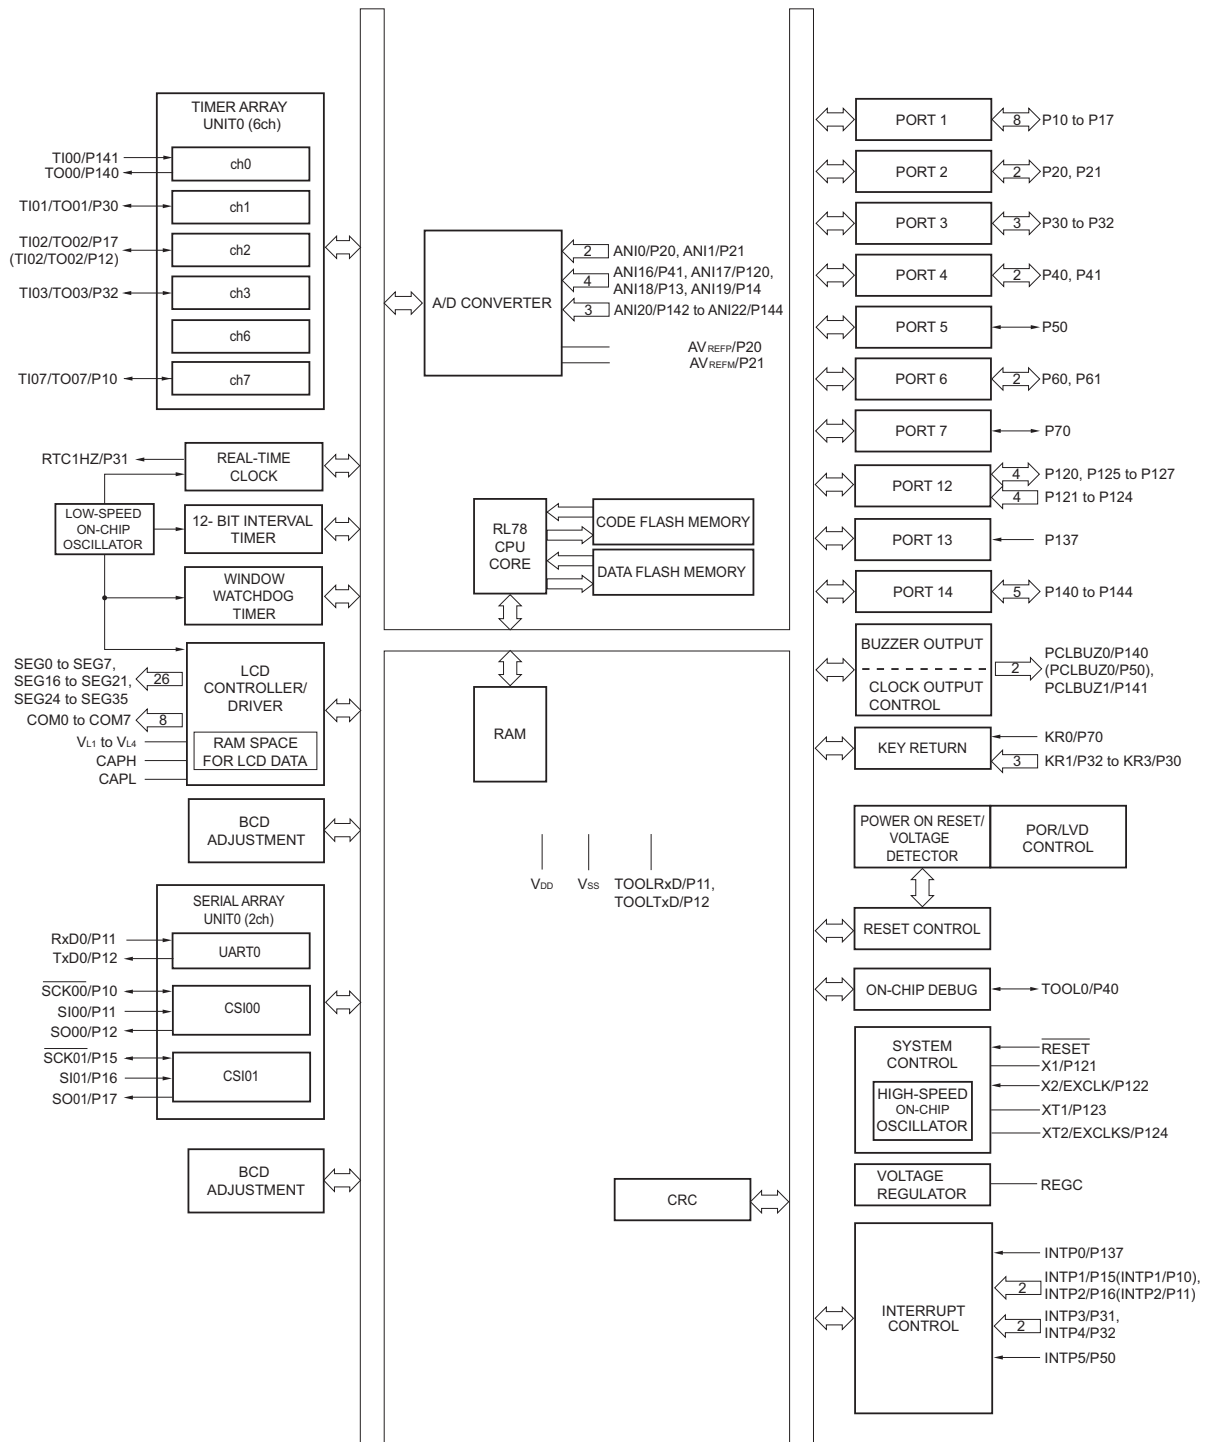 TIMER ARRAY
UNIT0 (6ch)
TI00/P141
TO00/P140
ch0
TI01/TO01/P30
ch1
TI02/TO02/P17
(TI02/TO02/P12)
ch2
TI03/TO03/P32
ch3
ch6
TI07/TO07/P10
ch7
RTC1HZ/P31
REAL-TIME
CLOCK
LOW-SPEED
ON-CHIP
OSCILLATOR
12- BIT INTERVAL
TIMER
WINDOW
WATCHDOG
TIMER
SEG0 to SEG7,
SEG16 to SEG21,
SEG24 to SEG35
26
COM0 to COM7
8
VL1 to VL4
CAPH
CAPL
LCD
CONTROLLER/
DRIVER
RAM SPACE
FOR LCD DATA
BCD
ADJUSTMENT
SERIAL ARRAY
UNIT0 (2ch)
RxD0/P11
TxD0/P12
UART0
SCK00/P10
SI00/P11
SO00/P12
CSI00
SCK01/P15
SI01/P16
SO01/P17
CSI01
BCD
ADJUSTMENT
A/D CONVERTER
2
ANI0/P20, ANI1/P21
4
ANI16/P41, ANI17/P120,
ANI18/P13, ANI19/P14
3
ANI20/P142 to ANI22/P144
AVREFP/P20
AVREFM/P21
RL78
CPU
CORE
CODE FLASH MEMORY
DATA FLASH MEMORY
RAM
VDD
VSS
TOOLRxD/P11,
TOOLTxD/P12
CRC
PORT 1
8
P10 to P17
PORT 2
2
P20, P21
PORT 3
3
P30 to P32
PORT 4
2
P40, P41
PORT 5
P50
PORT 6
2
P60, P61
PORT 7
P70
PORT 12
4
P120, P125 to P127
4
P121 to P124
PORT 13
P137
PORT 14
5
P140 to P144
BUZZER OUTPUT
CLOCK OUTPUT
CONTROL
2
PCLBUZ0/P140
(PCLBUZ0/P50),
PCLBUZ1/P141
KEY RETURN
KR0/P70
3
KR1/P32 to KR3/P30
POWER ON RESET/
VOLTAGE
DETECTOR
POR/LVD
CONTROL
RESET CONTROL
ON-CHIP DEBUG
TOOL0/P40
SYSTEM
CONTROL
HIGH-SPEED
ON-CHIP
OSCILLATOR
RESET
X1/P121
X2/EXCLK/P122
XT1/P123
XT2/EXCLKS/P124
VOLTAGE
REGULATOR
REGC
INTERRUPT
CONTROL
INTP0/P137
2
INTP1/P15(INTP1/P10),
INTP2/P16(INTP2/P11)
2
INTP3/P31,
INTP4/P32
INTP5/P50